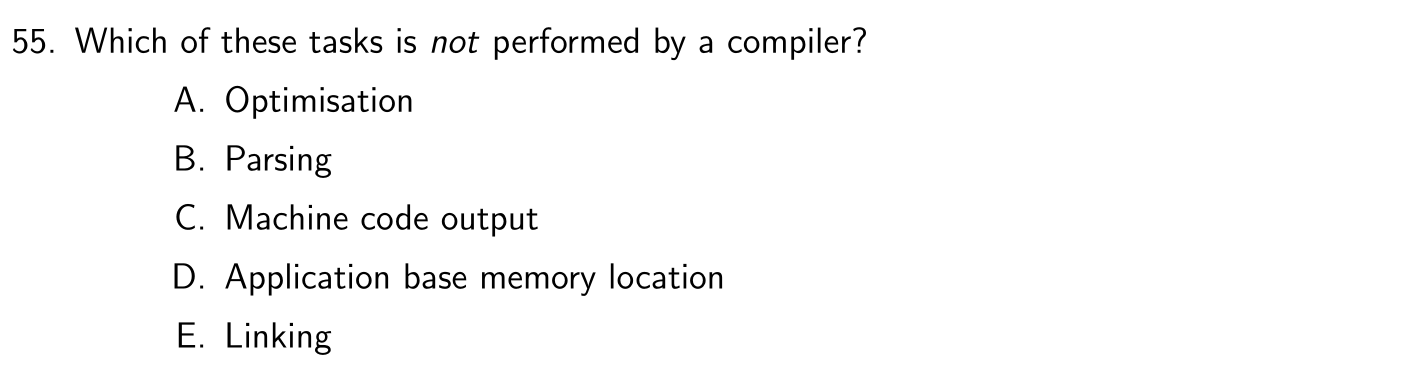 55. Which of these tasks is not performed by a compiler?
A. Optimisation
B. Parsing
C. Machine code output
D. Application base memory location
E. Linking